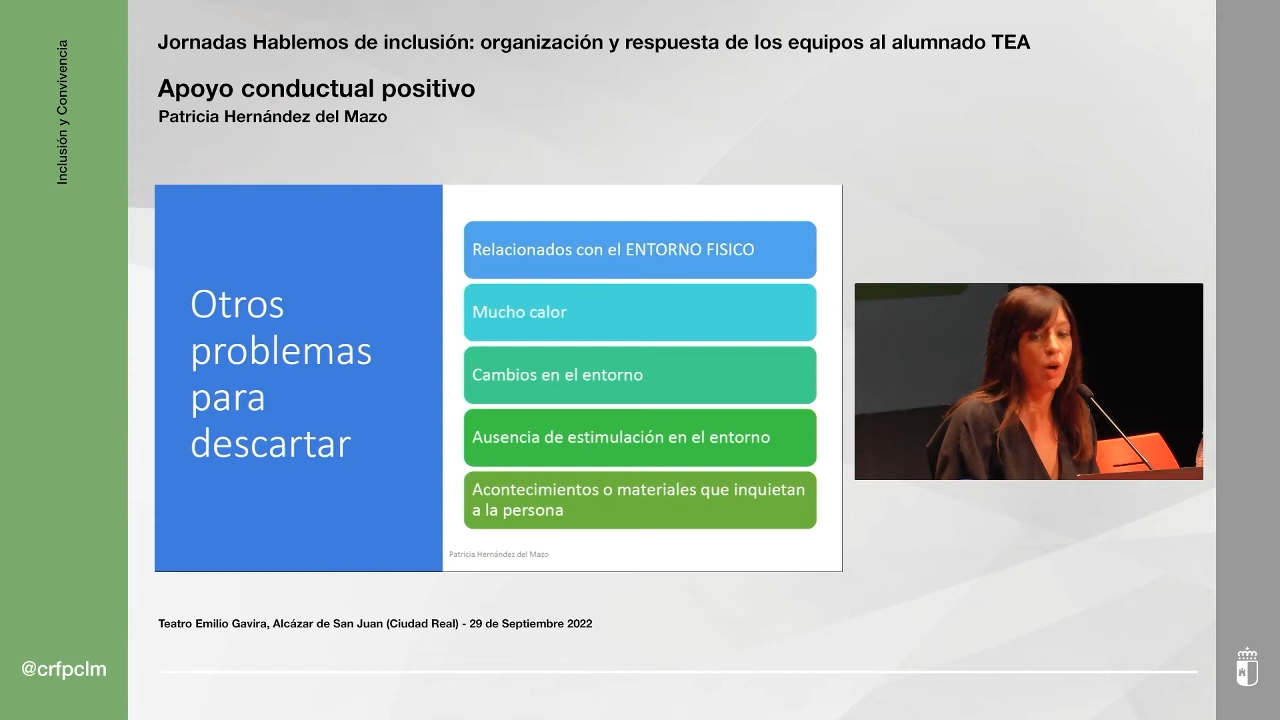 Inclusión y Convivencia
Jornadas Hablemos de inclusión: organización y respuesta de los equipos al alumnado TEA
Apoyo conductual positivo
Patricia Hernández del Mazo
Otros
problemas
para
descartar
Relacionados con el ENTORNO FISICO
Mucho calor
Cambios en el entorno
Ausencia de estimulación en el entorno
Acontecimientos o materiales que inquietan
a la persona
Patricia Hernández del Mazo
Teatro Emilio Gavira, Alcázar de San Juan (Ciudad Real) - 29 de Septiembre 2022
@crfpclm